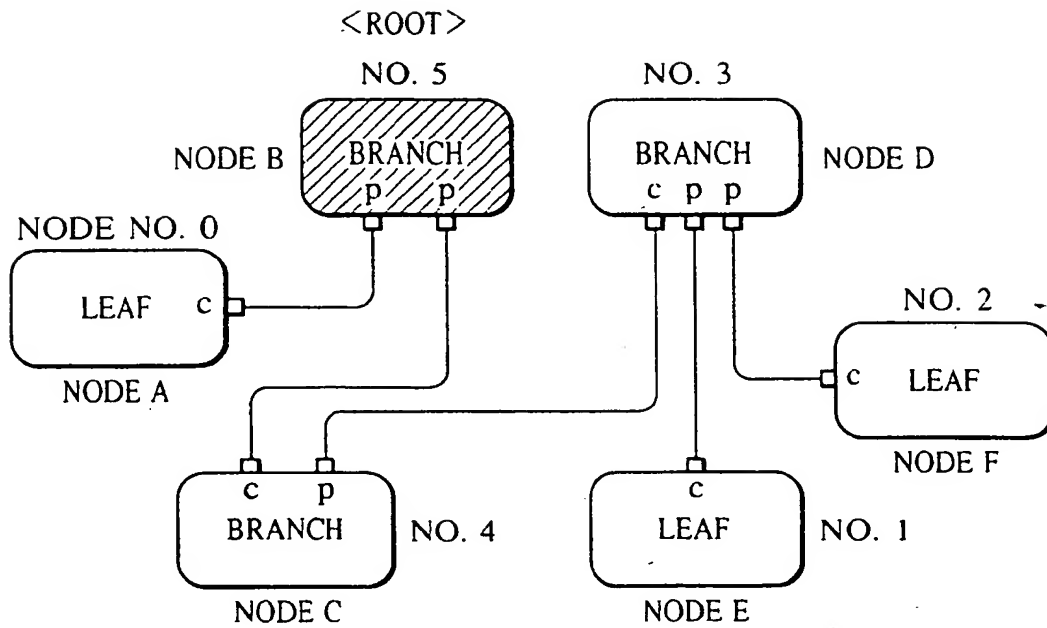 <ROOT>
NO. 5
NO. 3
NODE B
BRANCH
p p
BRANCH
c p p
NODE D
NODE NO. 0
LEAF c
NODE A
NO. 2
c LEAF
NODE F
c p
BRANCH
NO. 4
NODE C
c
LEAF
NO. 1
NODE E